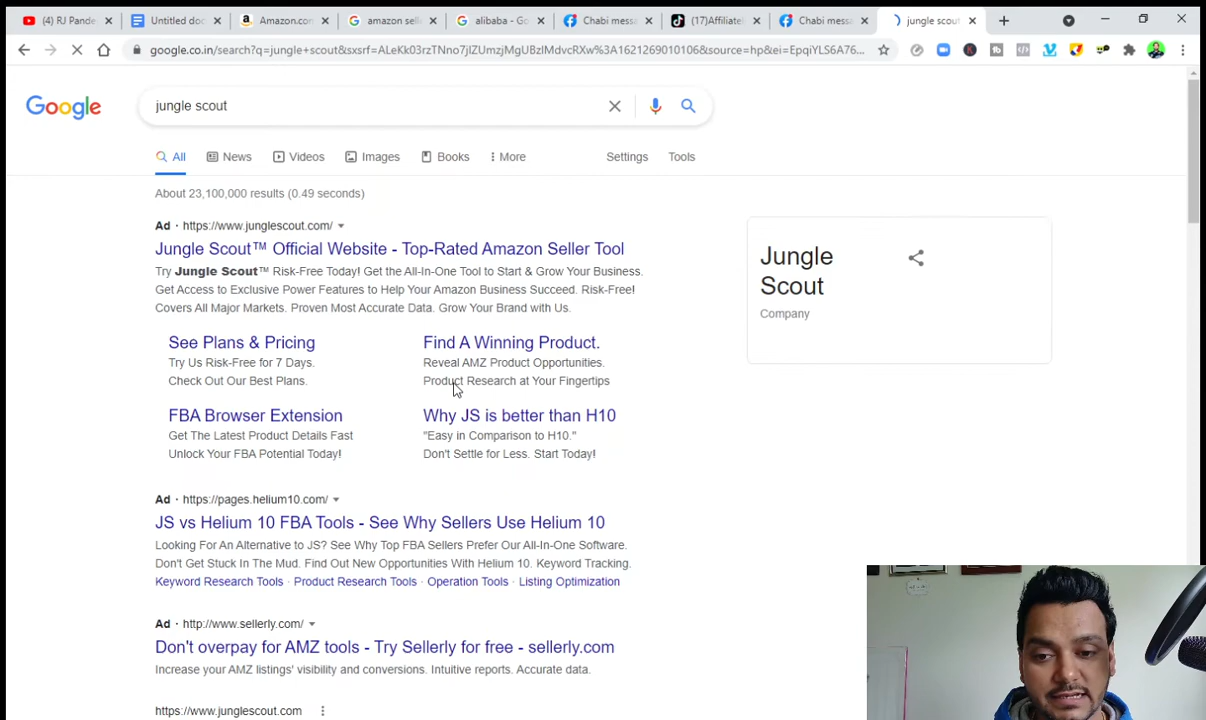 (4) RJ Pande
Untitled doc
Amazon.com
amazon selle
alibaba - Go
Chabi messa
(17)Affiliate
Chabi messa
jungle scout
google.co.in/search?q=jungle+scout&sxsrf=ALeKk03rzTNno7jlZUmzjMgU8zIMdvcRXw%3A1621269010106&source=hp&ei=EpqiYLS6A76...
Google
jungle scout
All
News
Videos
Images
Books
More
Settings
Tools
About 23,100,000 results (0.49 seconds)
Ad · https://www.junglescout.com/
Jungle Scout™ Official Website - Top-Rated Amazon Seller Tool
Try Jungle Scout™ Risk-Free Today! Get the All-In-One Tool to Start & Grow Your Business.
Get Access to Exclusive Power Features to Help Your Amazon Business Succeed. Risk-Free!
Covers All Major Markets. Proven Most Accurate Data. Grow Your Brand with Us.
See Plans & Pricing
Try Us Risk-Free for 7 Days.
Check Out Our Best Plans.
Find A Winning Product.
Reveal AMZ Product Opportunities.
Product Research at Your Fingertips
FBA Browser Extension
Get The Latest Product Details Fast
Unlock Your FBA Potential Today!
Why JS is better than H10
"Easy in Comparison to H10."
Don't Settle for Less. Start Today!
Ad · https://pages.helium10.com/
JS vs Helium 10 FBA Tools - See Why Sellers Use Helium 10
Looking For An Alternative to JS? See Why Top FBA Sellers Prefer Our All-In-One Software.
Don't Get Stuck In The Mud. Find Out New Opportunities With Helium 10. Keyword Tracking.
Keyword Research Tools · Product Research Tools · Operation Tools · Listing Optimization
Ad · http://www.sellerly.com/
Don't overpay for AMZ tools - Try Sellerly for free - sellerly.com
Increase your AMZ listings' visibility and conversions. Intuitive reports. Accurate data.
https://www.junglescout.com
Jungle
Scout
Company